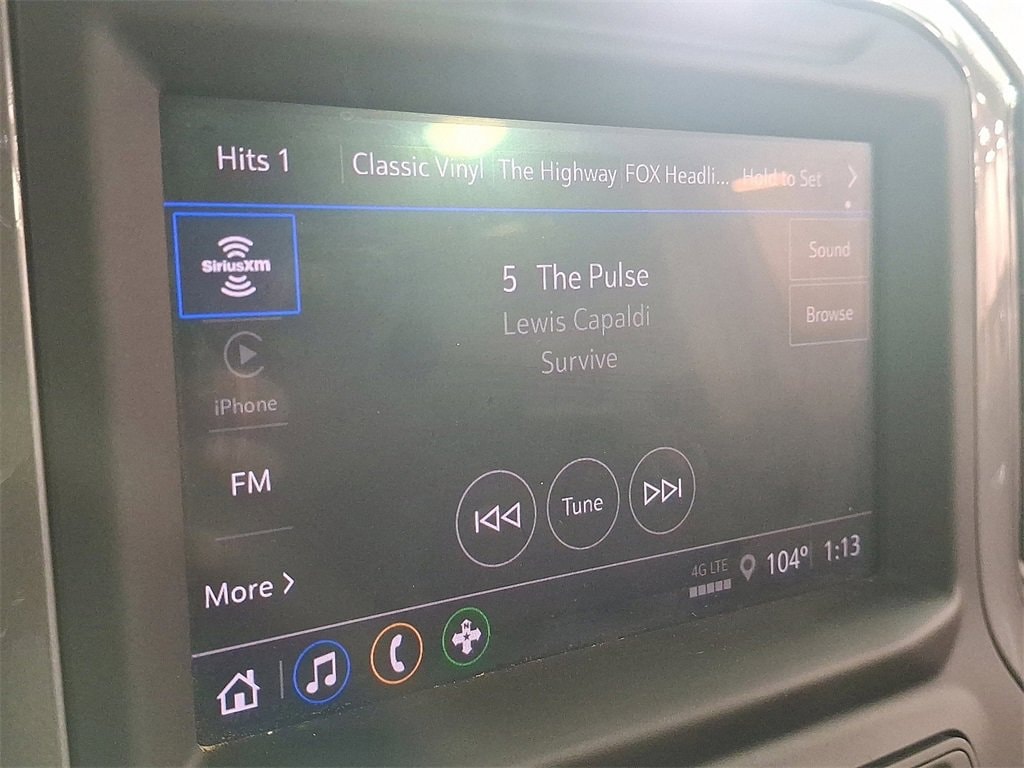 Hits 1
Classic Vinyl
The Highway
FOX Headli...
Hold to Set
SiriusXM
5 The Pulse
Lewis Capaldi
Survive
Sound
Browse
iPhone
FM
More
Tune
4G LTE
104°
1:13
N